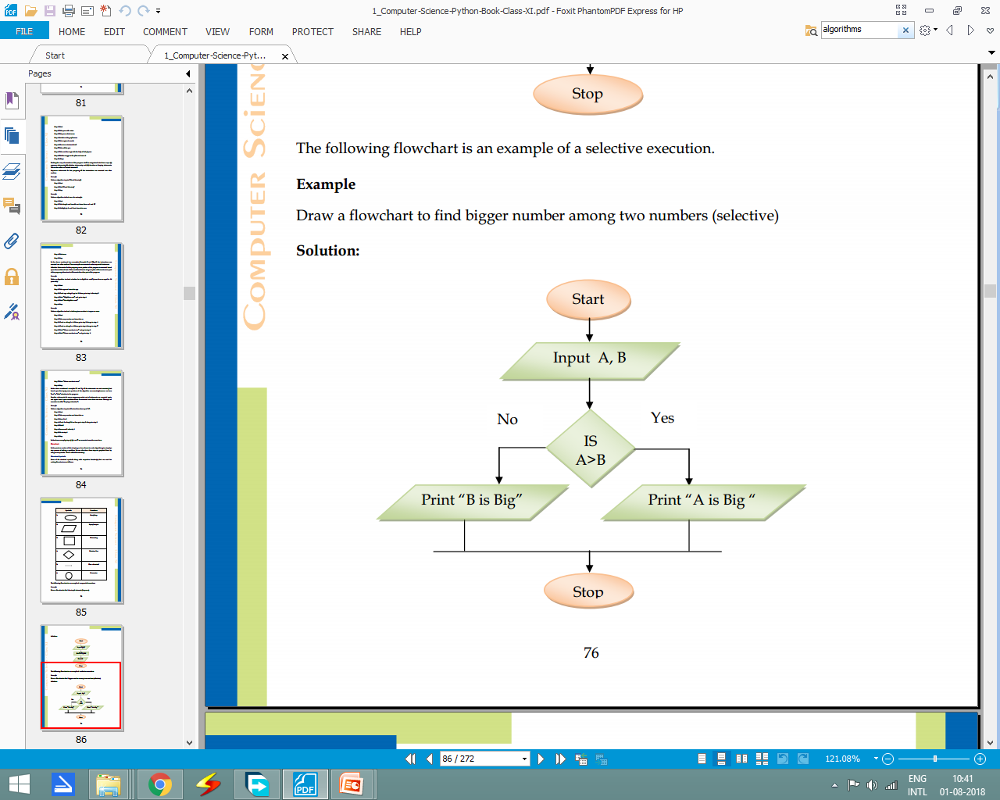 1_Computer-Science-Python-Book-Class-XI.pdf - Foxit PhantomPDF Express for HP
FILE HOME EDIT COMMENT VIEW FORM PROTECT SHARE HELP
algorithms
Start
1_Computer-Science-Pyt...
Pages
81
82
83
84
85
86
COMPUTER SCIENC
Stop
The following flowchart is an example of a selective execution.
Example
Draw a flowchart to find bigger number among two numbers (selective)
Solution:
Start
Input A, B
No
Yes
IS
A>B
Print “B is Big”
Print “A is Big “
Stop
76
86 / 272
121.08%
ENG
INTL
10:41
01-08-2018